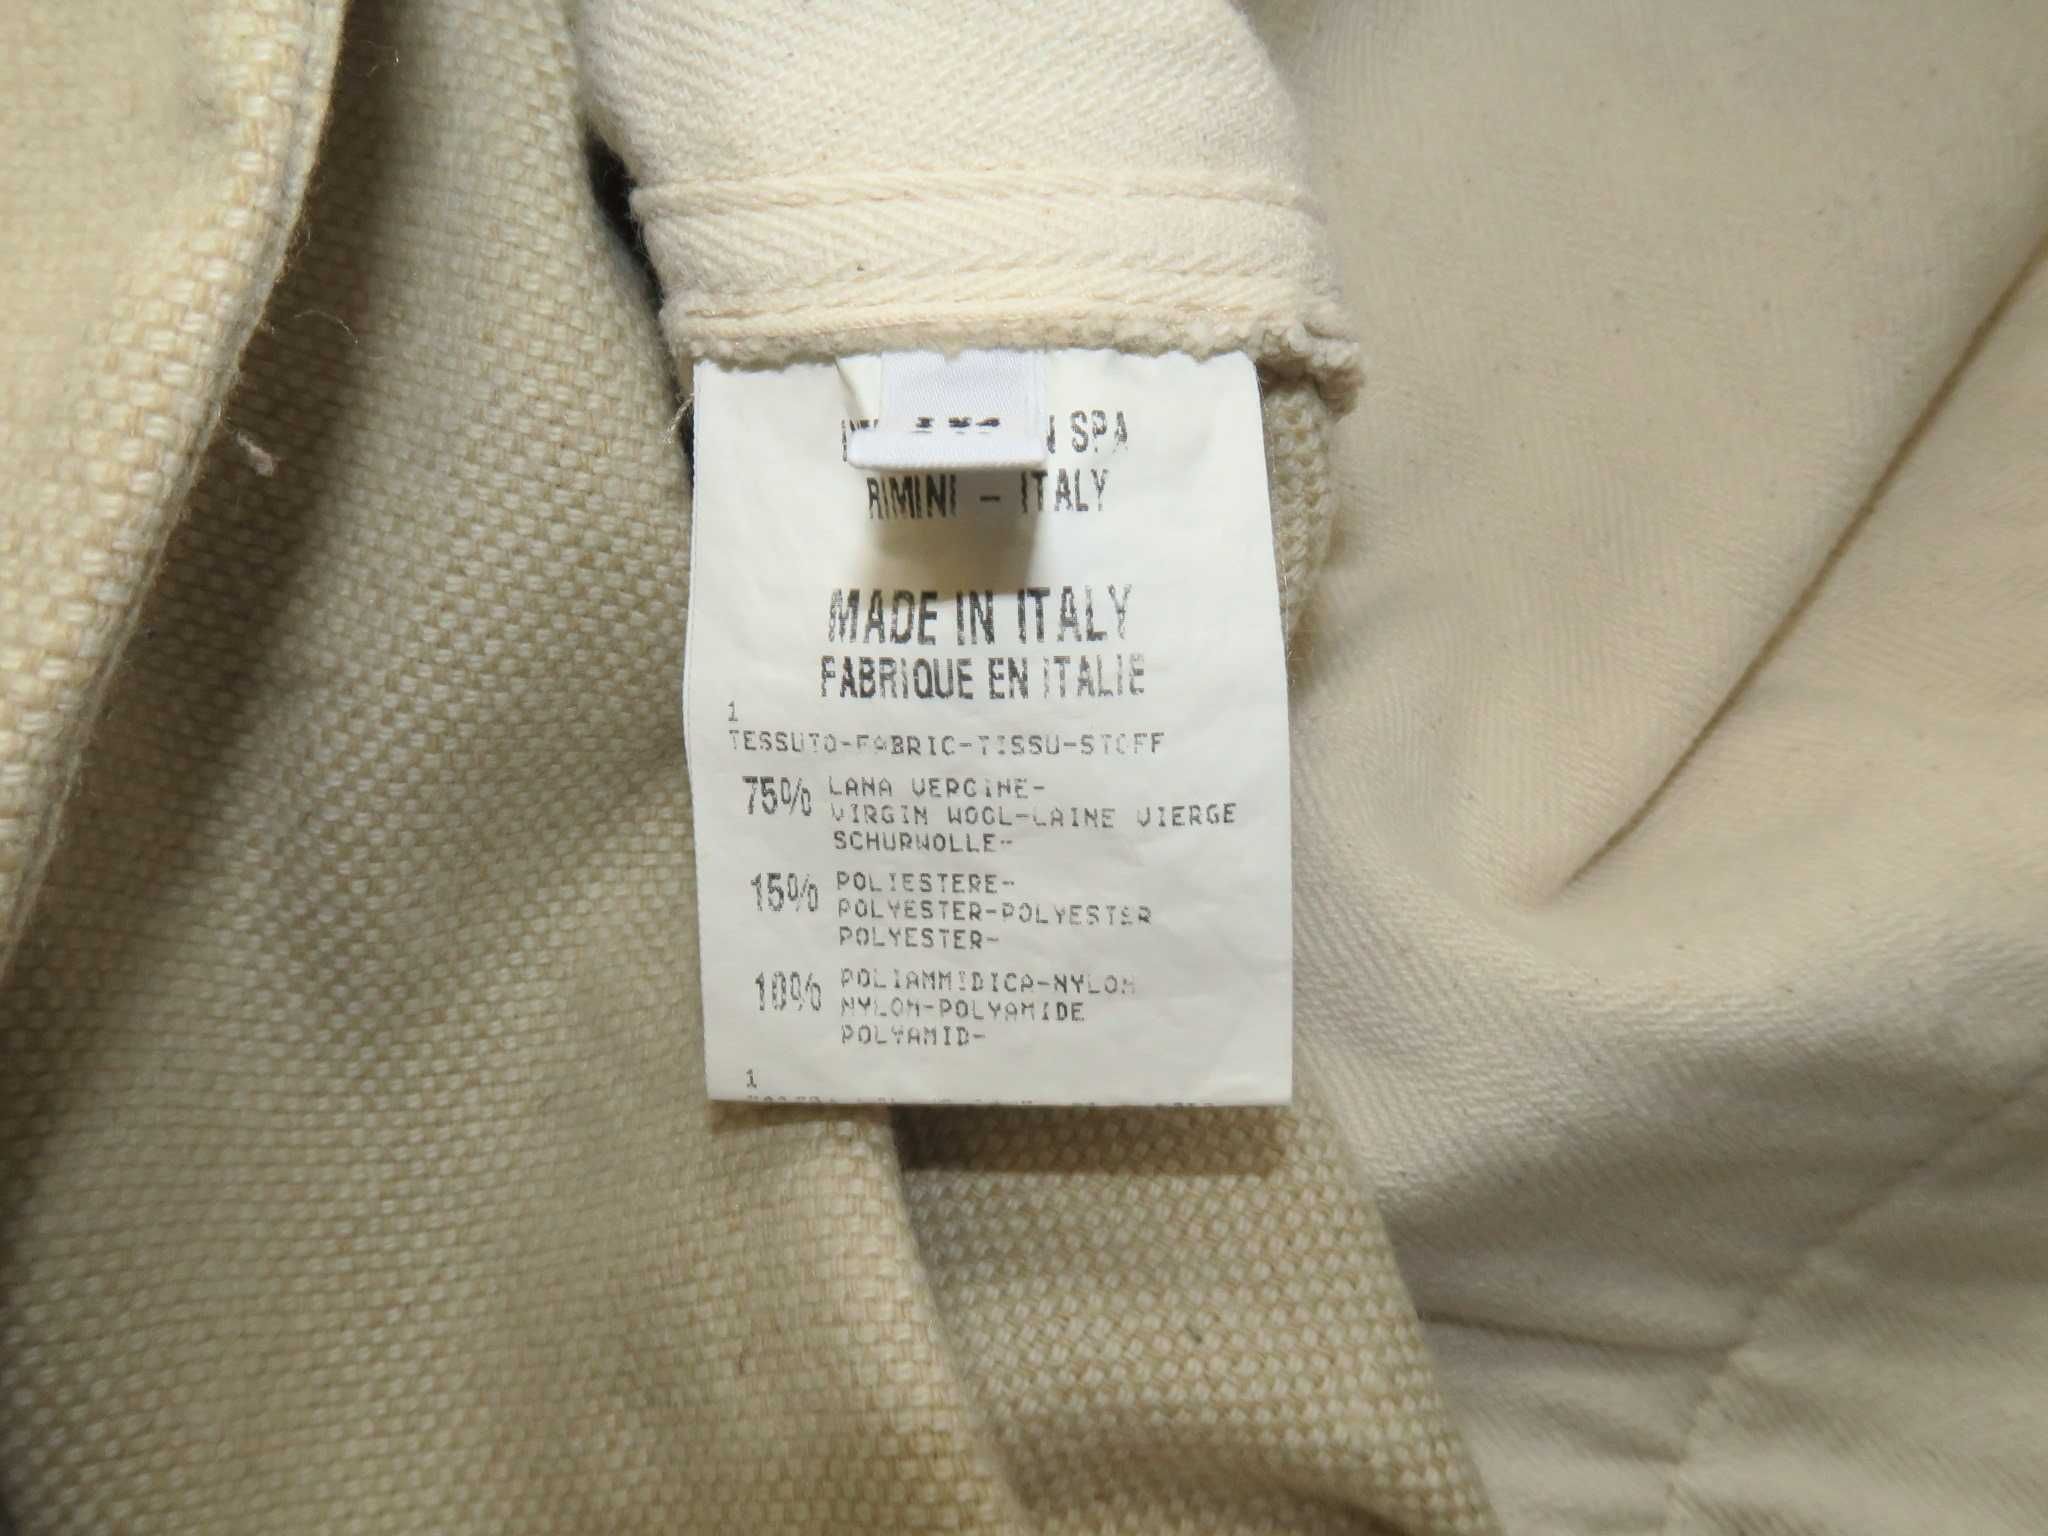 SPA
RIMINI - ITALY
MADE IN ITALY
FABRIQUE EN ITALIE
1
TESSUTO-FABRIC-TISSU-STOFF
75% LANA VERGINE-
VIRGIN WOOL-LAINE VIERGE
SCHURWOLLE-
15% POLIESTERE-
POLYESTER-POLYESTER
POLYESTER-
10% POLIAMMIDICA-NYLON
NYLON-POLYAMIDE
POLYAMID-
1